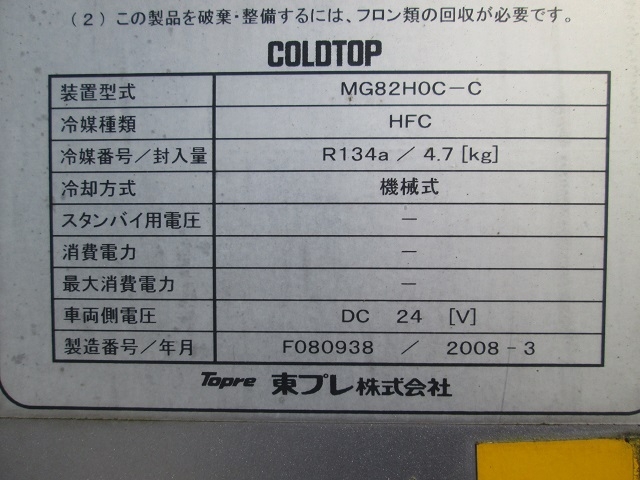 (2) この製品を破棄・整備するには、フロン類の回収が必要です。
COLDTOP
装置型式 MG82H0C-C
冷媒種類 HFC
冷媒番号/封入量 R134a / 4.7 [kg]
冷却方式 機械式
スタンバイ用電圧 −
消費電力 −
最大消費電力 −
車両側電圧 DC 24 [V]
製造番号/年月 F080938 / 2008-3
Topre 東プレ株式会社